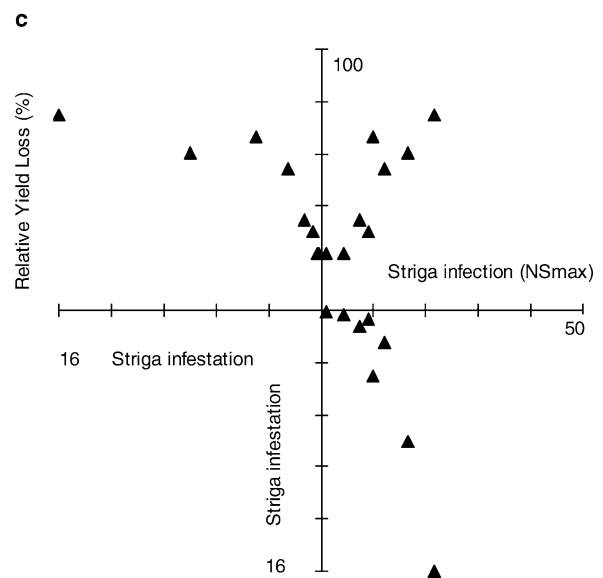 c
100
Relative Yield Loss (%)
Striga infection (NSmax)
50
16
Striga infestation
Striga infestation
16